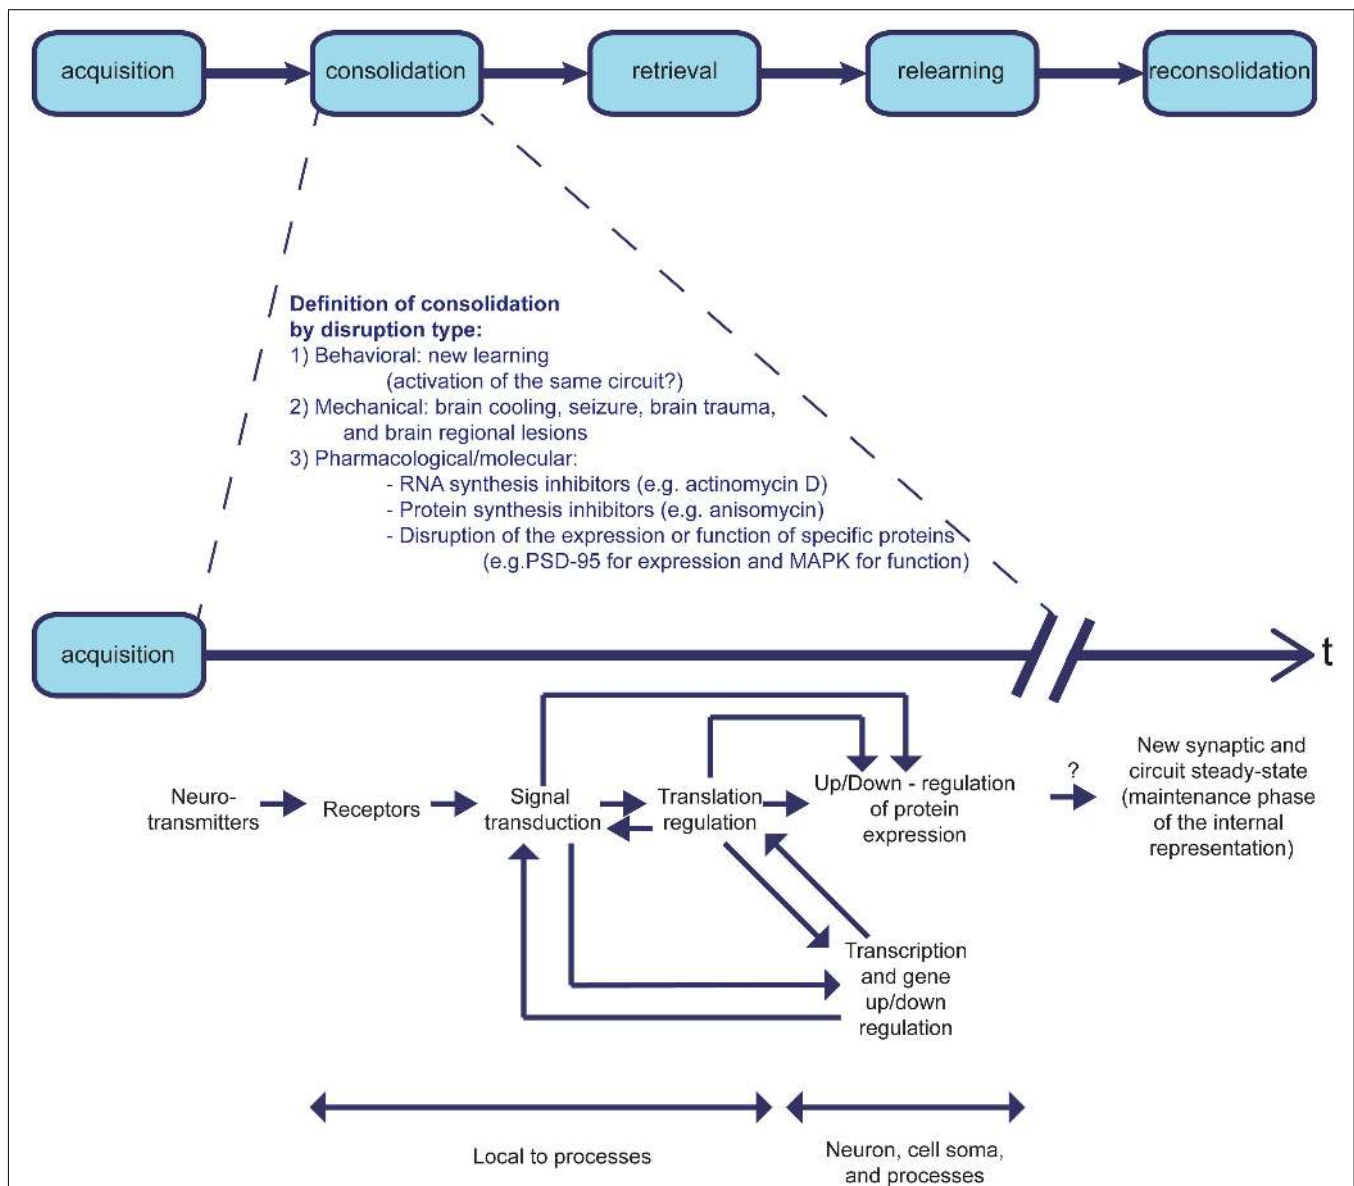 acquisition
consolidation
retrieval
relearning
reconsolidation
Definition of consolidation
by disruption type:
1) Behavioral: new learning
(activation of the same circuit?)
2) Mechanical: brain cooling, seizure, brain trauma,
and brain regional lesions
3) Pharmacological/molecular:
- RNA synthesis inhibitors (e.g. actinomycin D)
- Protein synthesis inhibitors (e.g. anisomycin)
- Disruption of the expression or function of specific proteins
(e.g.PSD-95 for expression and MAPK for function)
acquisition
t
Neuro-
transmitters
Receptors
Signal
transduction
Translation
regulation
Up/Down - regulation
of protein
expression
?
New synaptic and
circuit steady-state
(maintenance phase
of the internal
representation)
Transcription
and gene
up/down
regulation
Local to processes
Neuron, cell soma,
and processes